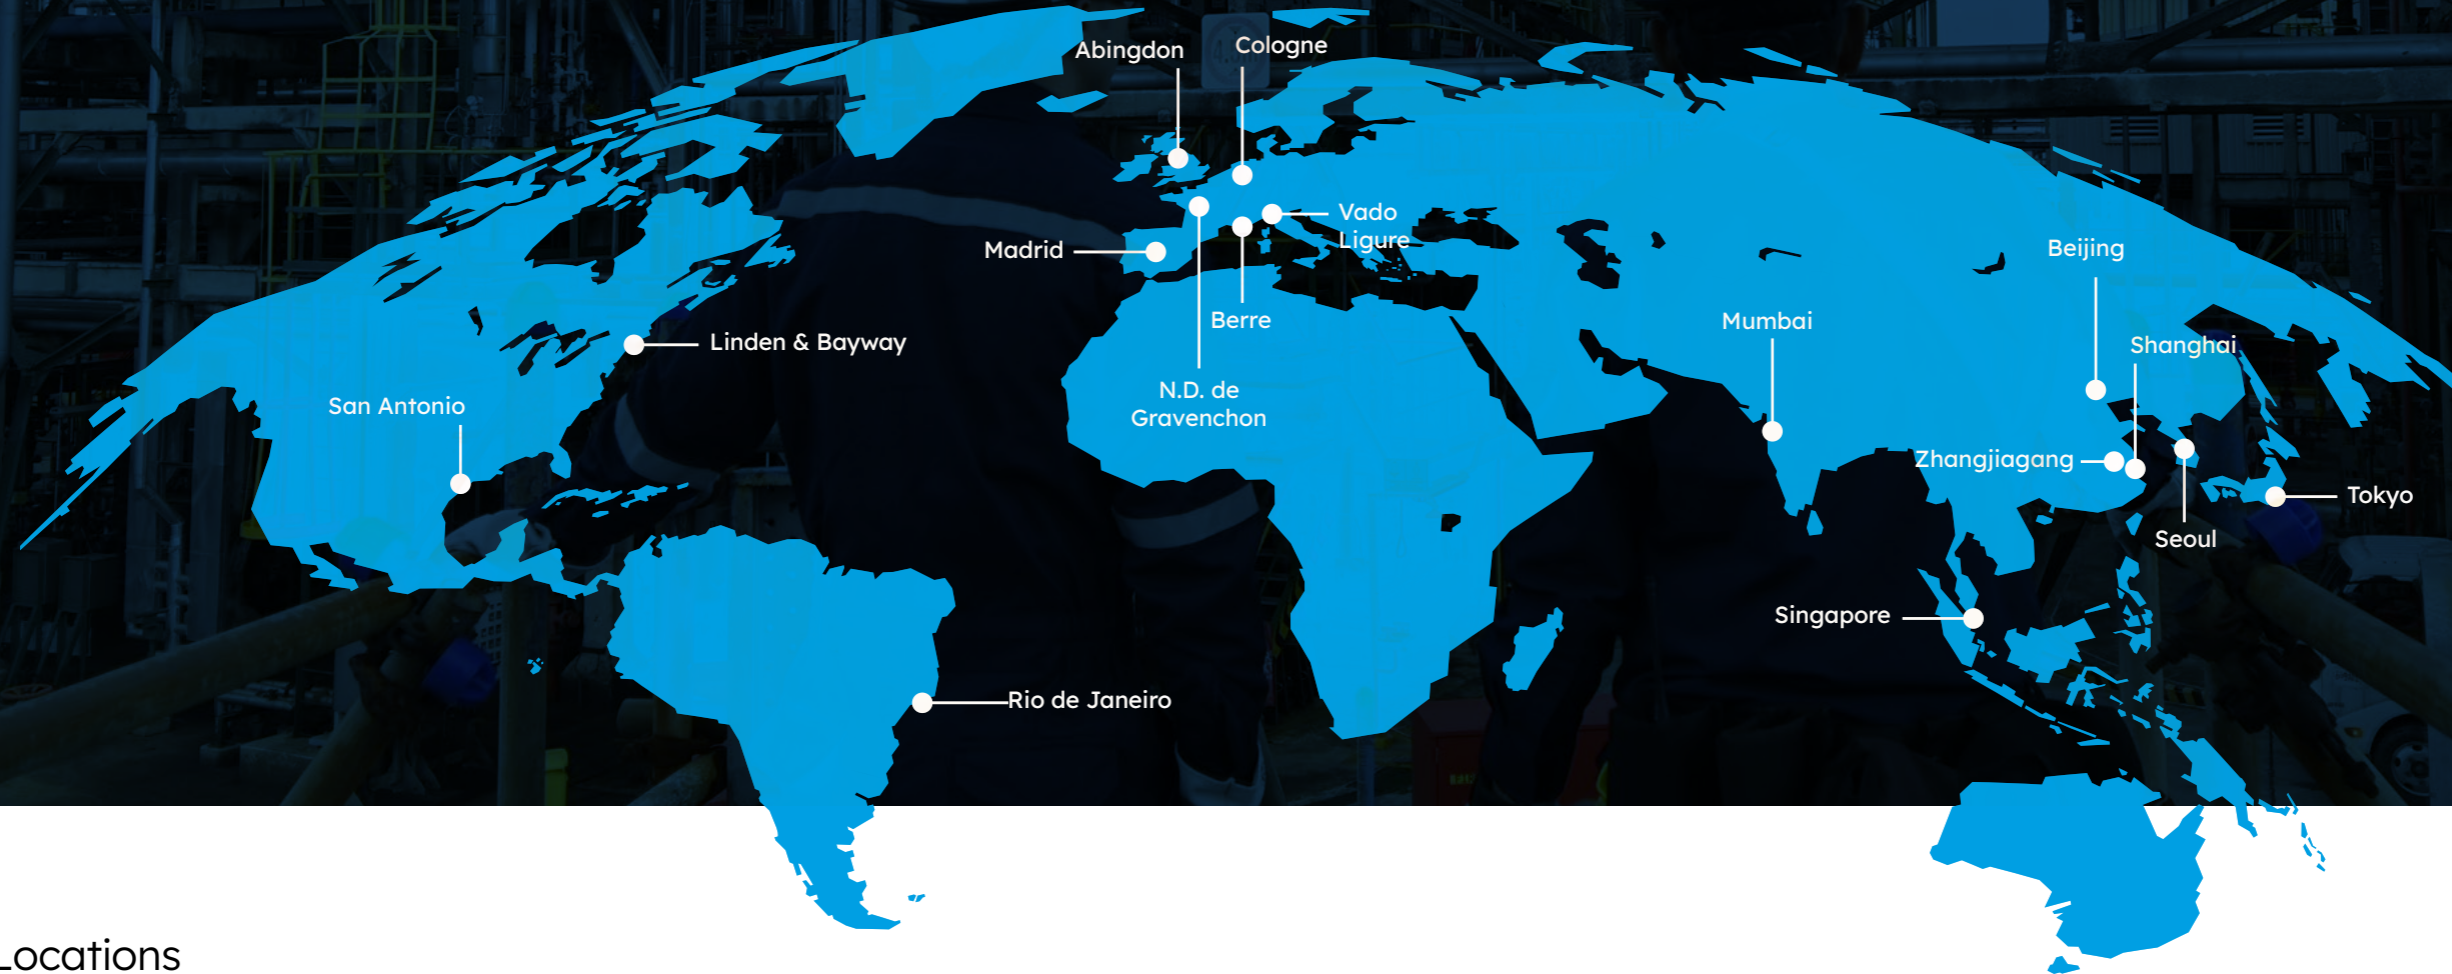 Abingdon
Cologne
Vado
Ligure
Madrid
Beijing
Berre
Mumbai
Linden & Bayway
Shanghai
N.D. de
Gravenchon
San Antonio
Zhangjiagang
Tokyo
Seoul
Singapore
Rio de Janeiro
Locations